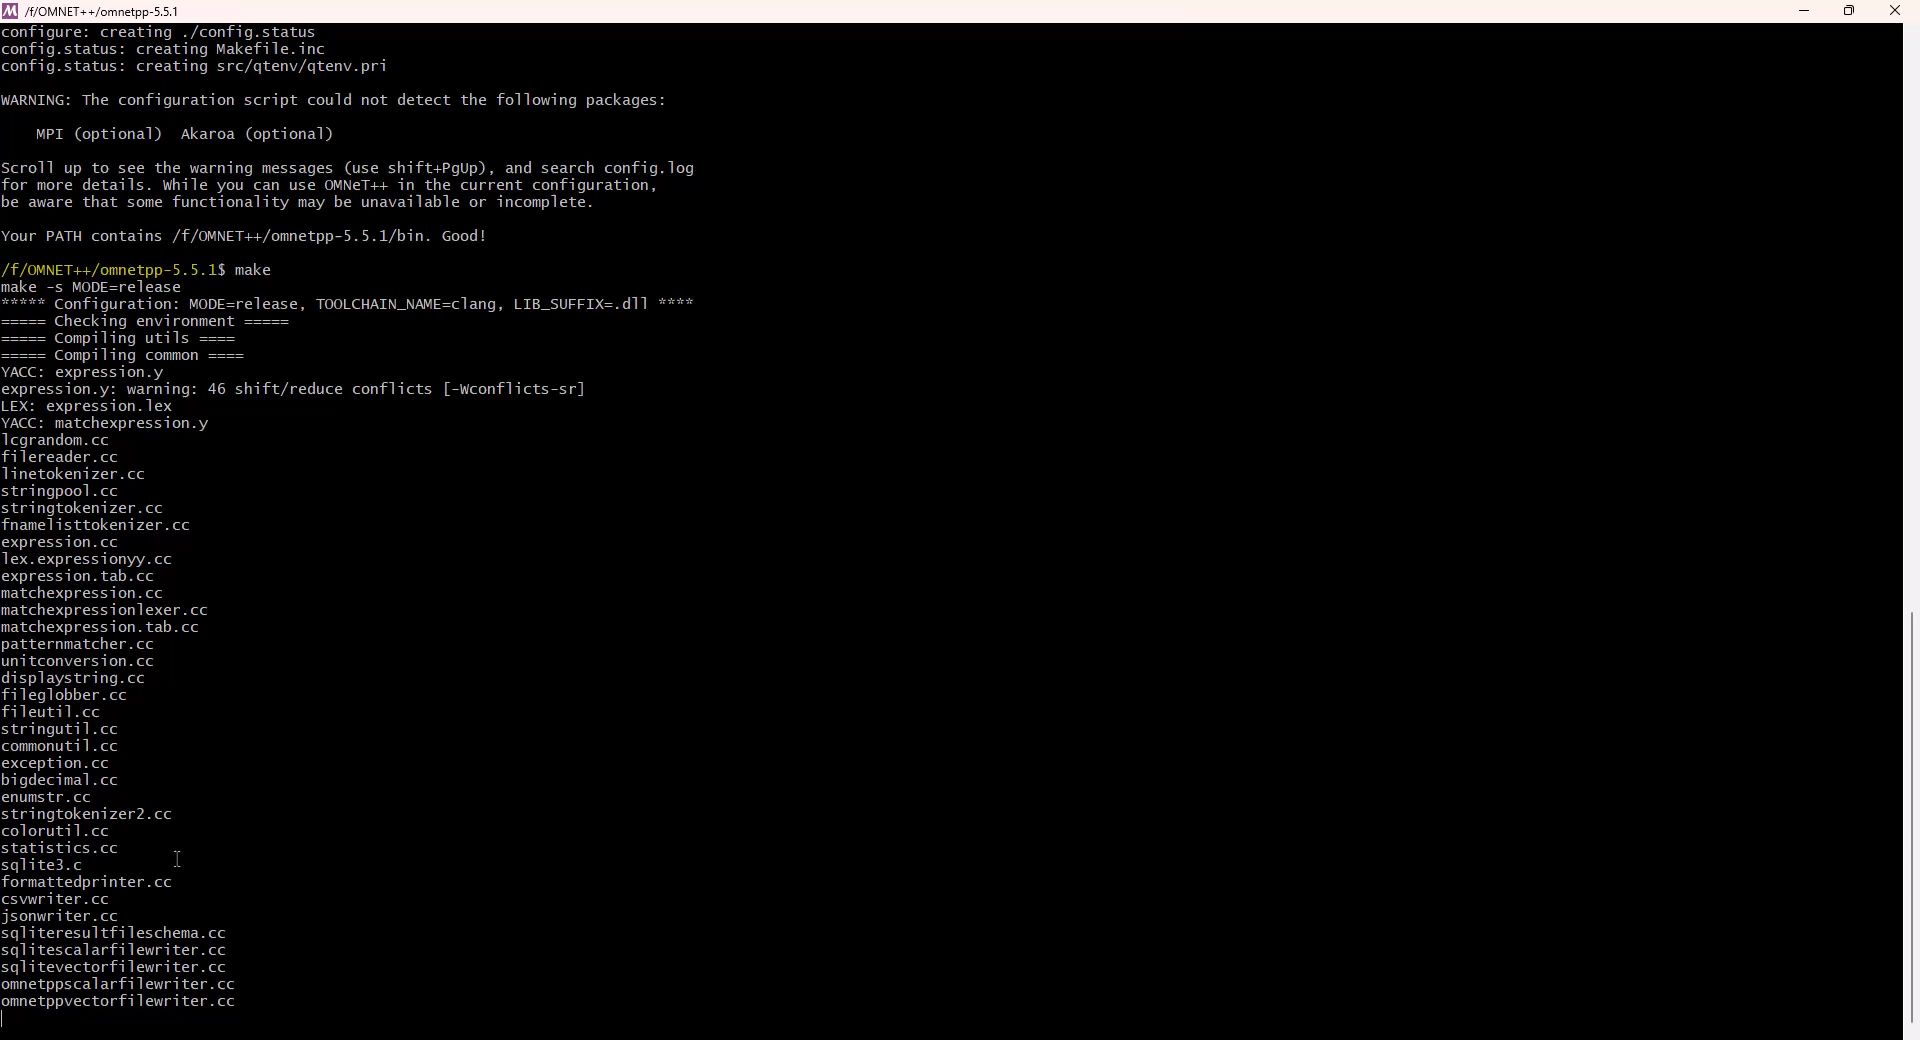 /f/OMNET++/omnetpp-5.5.1
configure: creating ./config.status
config.status: creating Makefile.inc
config.status: creating src/qtenv/qtenv.pri
WARNING: The configuration script could not detect the following packages:
MPI (optional)  Akaroa (optional)
Scroll up to see the warning messages (use shift+PgUp), and search config.log
for more details. While you can use OMNeT++ in the current configuration,
be aware that some functionality may be unavailable or incomplete.
Your PATH contains /f/OMNET++/omnetpp-5.5.1/bin. Good!
/f/OMNET++/omnetpp-5.5.1$ make
make -s MODE=release
***** Configuration: MODE=release, TOOLCHAIN_NAME=clang, LIB_SUFFIX=.dll ****
===== Checking environment =====
===== Compiling utils ====
===== Compiling common ====
YACC: expression.y
expression.y: warning: 46 shift/reduce conflicts [-Wconflicts-sr]
LEX: expression.lex
YACC: matchexpression.y
lcgrandom.cc
filereader.cc
linetokenizer.cc
stringpool.cc
stringtokenizer.cc
fnamelisttokenizer.cc
expression.cc
lex.expressionyy.cc
expression.tab.cc
matchexpression.cc
matchexpressionlexer.cc
matchexpression.tab.cc
patternmatcher.cc
unitconversion.cc
displaystring.cc
fileglobber.cc
fileutil.cc
stringutil.cc
commonutil.cc
exception.cc
bigdecimal.cc
enumstr.cc
stringtokenizer2.cc
colorutil.cc
statistics.cc
sqlite3.c
formattedprinter.cc
csvwriter.cc
jsonwriter.cc
sqliteresultfileschema.cc
sqlitescalarfilewriter.cc
sqlitevectorfilewriter.cc
omnetppscalarfilewriter.cc
omnetppvectorfilewriter.cc